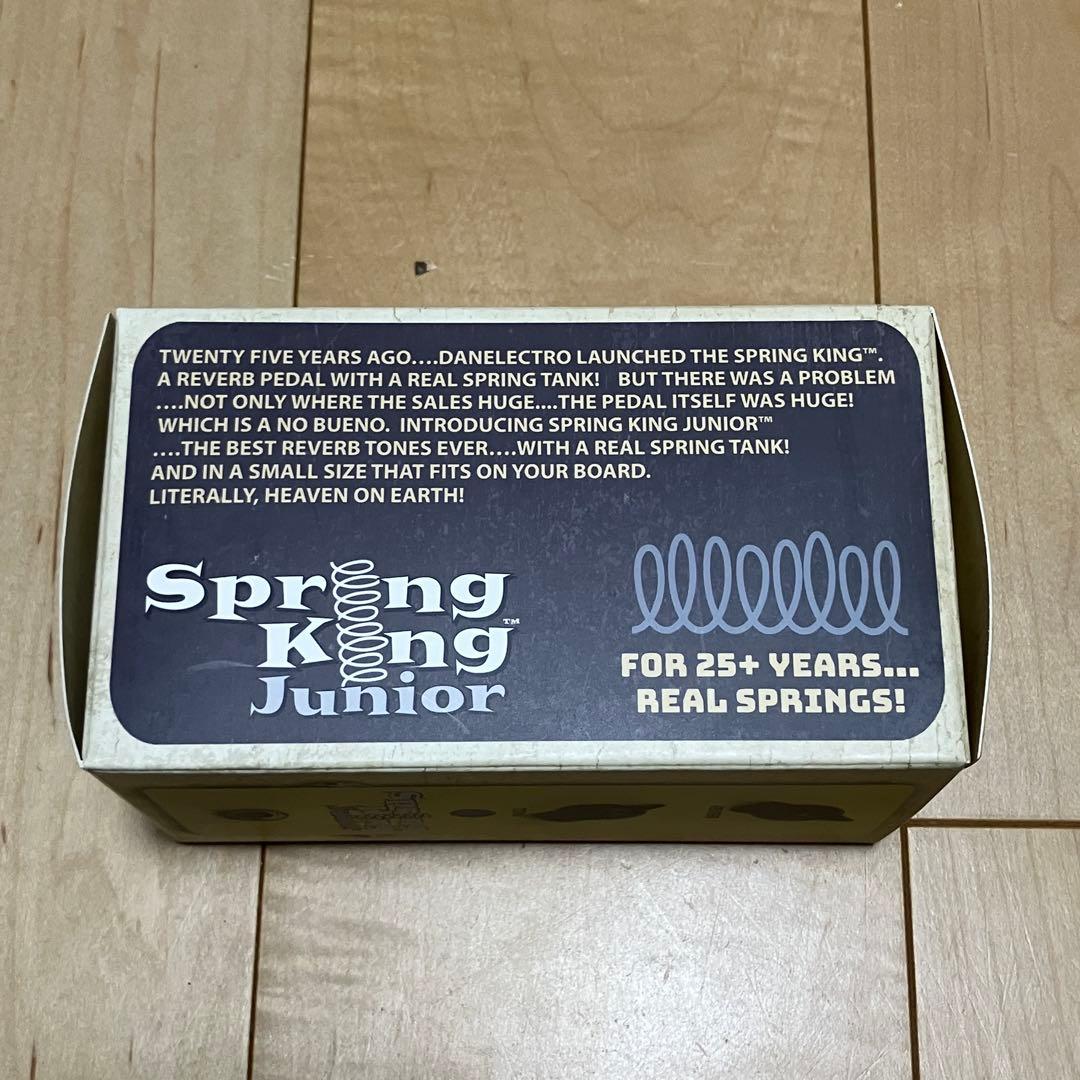 TWENTY FIVE YEARS AGO....DANELECTRO LAUNCHED THE SPRING KING™.
A REVERB PEDAL WITH A REAL SPRING TANK! BUT THERE WAS A PROBLEM
....NOT ONLY WHERE THE SALES HUGE....THE PEDAL ITSELF WAS HUGE!
WHICH IS A NO BUENO. INTRODUCING SPRING KING JUNIOR™
....THE BEST REVERB TONES EVER....WITH A REAL SPRING TANK!
AND IN A SMALL SIZE THAT FITS ON YOUR BOARD.
LITERALLY, HEAVEN ON EARTH!
Spring
King™
Junior
FOR 25+ YEARS...
REAL SPRINGS!